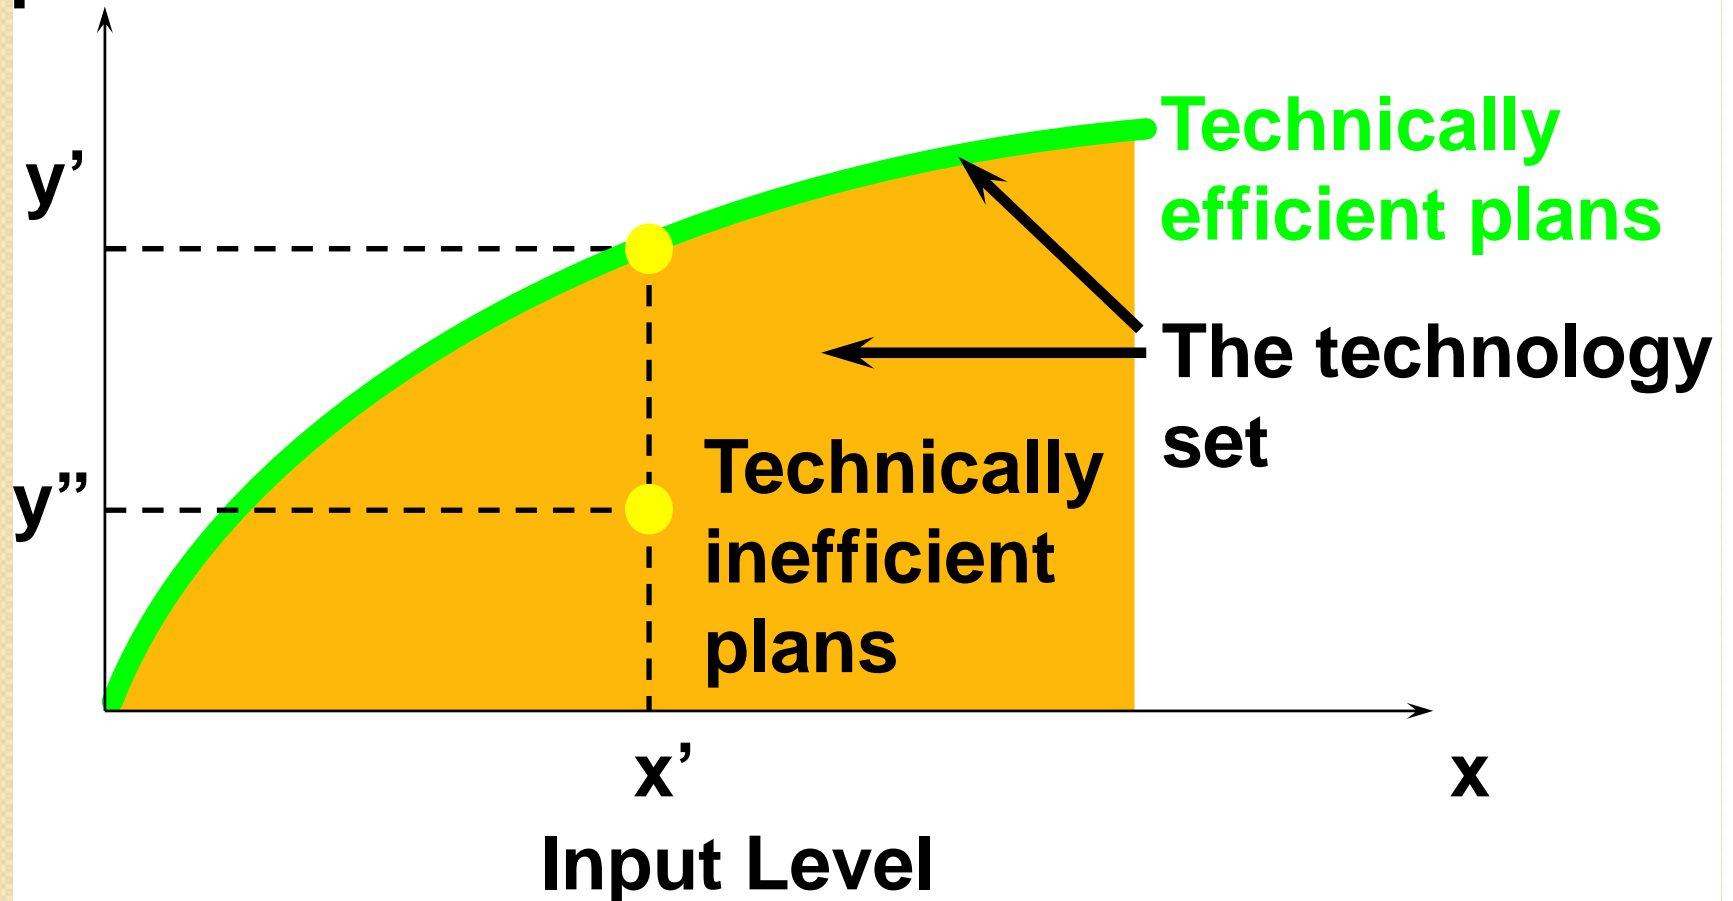 Technically
efficient plans
y’
The technology
set
y”
Technically
inefficient
plans
x’
x
Input Level